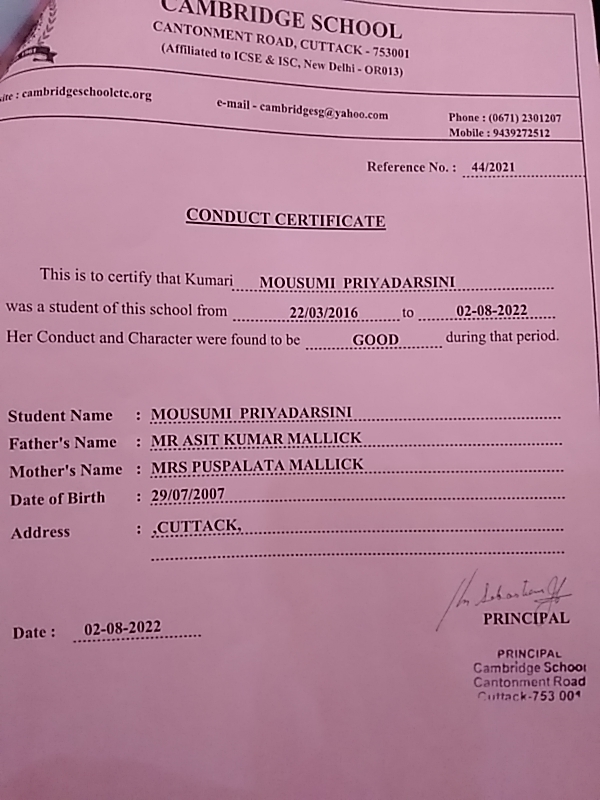 CAMBRIDGE SCHOOL
CANTONMENT ROAD, CUTTACK - 753001
(Affiliated to ICSE & ISC, New Delhi - OR013)
site : cambridgeschoolctc.org
e-mail - cambridgesg@yahoo.com
Phone : (0671) 2301207
Mobile : 9439272512
Reference No. : 44/2021
CONDUCT CERTIFICATE
This is to certify that Kumari MOUSUMI PRIYADARSINI
was a student of this school from 22/03/2016 to 02-08-2022
Her Conduct and Character were found to be GOOD during that period.
Student Name : MOUSUMI PRIYADARSINI
Father's Name : MR ASIT KUMAR MALLICK
Mother's Name : MRS PUSPALATA MALLICK
Date of Birth : 29/07/2007
Address : ,CUTTACK,
PRINCIPAL
Date : 02-08-2022
PRINCIPAL
Cambridge School
Cantonment Road
Cuttack-753 001